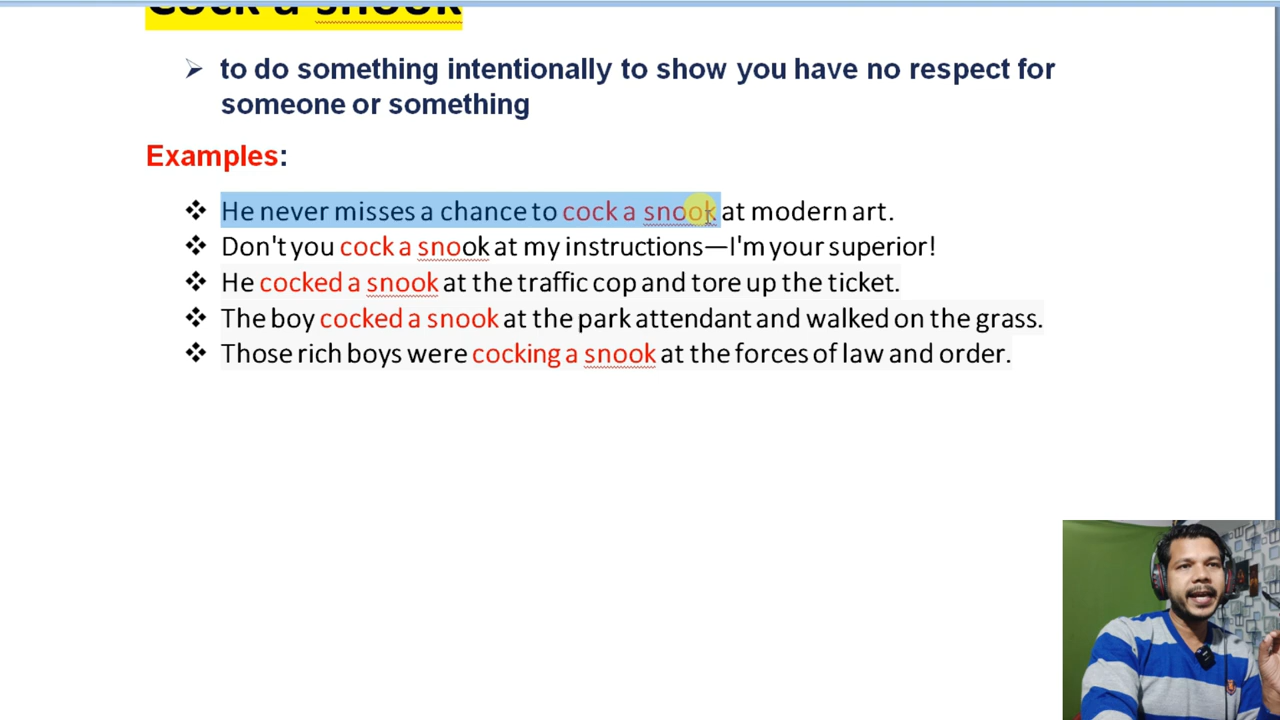 Cock a snook
to do something intentionally to show you have no respect for
someone or something
Examples:
He never misses a chance to cock a snook at modern art.
Don't you cock a snook at my instructions—I'm your superior!
He cocked a snook at the traffic cop and tore up the ticket.
The boy cocked a snook at the park attendant and walked on the grass.
Those rich boys were cocking a snook at the forces of law and order.